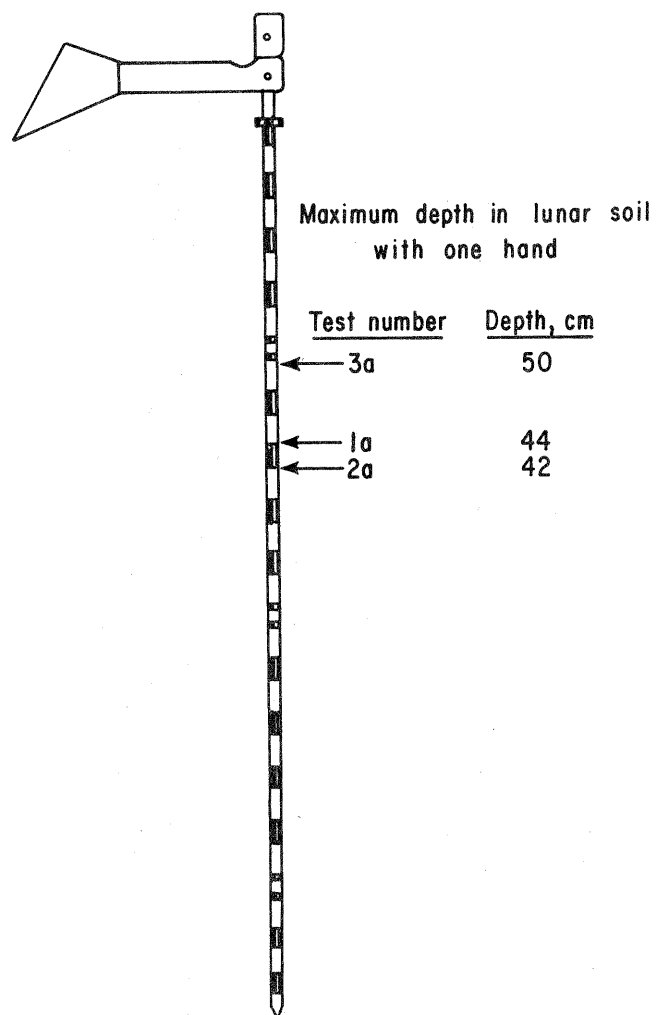 Maximum depth in lunar soil
with one hand
Test number Depth, cm
3a 50
1a 44
2a 42